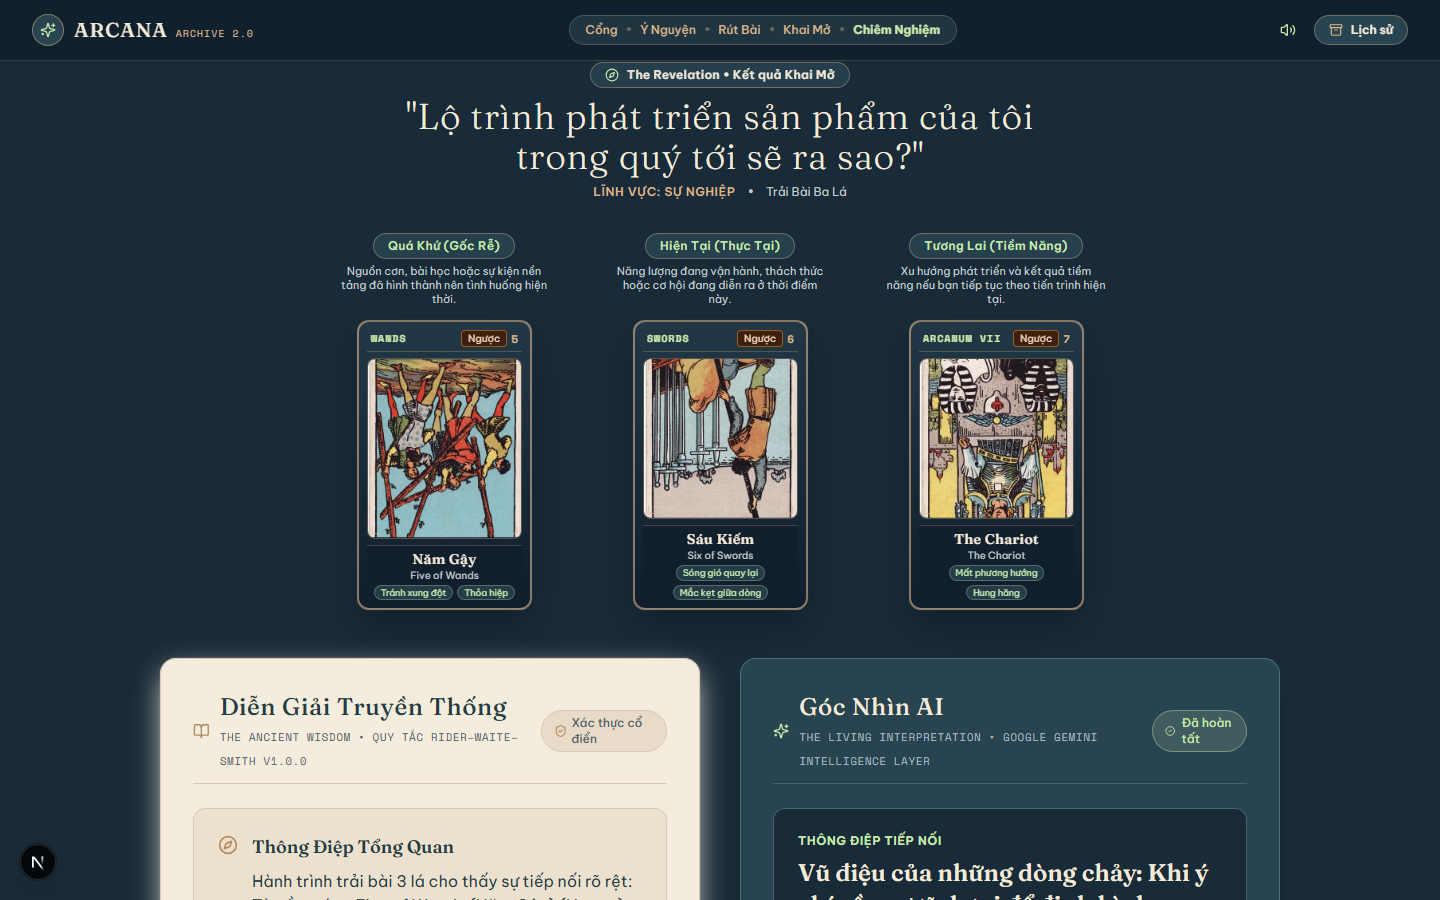 ARCANA ARCHIVE 2.0
Cổng • Ý Nguyện • Rút Bài • Khai Mở • Chiêm Nghiệm
Lịch sử
The Revelation • Kết quả Khai Mở
"Lộ trình phát triển sản phẩm của tôi
trong quý tới sẽ ra sao?"
LĨNH VỰC: SỰ NGHIỆP • Trải Bài Ba Lá
Quá Khứ (Gốc Rễ)
Nguồn cơn, bài học hoặc sự kiện nền
tảng đã hình thành nên tình huống hiện
thời.
WANDS Ngược 5
Năm Gậy
Five of Wands
Tránh xung đột Thỏa hiệp
Hiện Tại (Thực Tại)
Năng lượng đang vận hành, thách thức
hoặc cơ hội đang diễn ra ở thời điểm
này.
SWORDS Ngược 6
Sáu Kiếm
Six of Swords
Sóng gió quay lại
Mắc kẹt giữa dòng
Tương Lai (Tiềm Năng)
Xu hướng phát triển và kết quả tiềm
năng nếu bạn tiếp tục theo tiến trình hiện
tại.
ARCANUM VII Ngược 7
The Chariot
The Chariot
Mất phương hướng
Hung hăng
Diễn Giải Truyền Thống
THE ANCIENT WISDOM • QUY TẮC RIDER-WAITE-
SMITH V1.0.0
Xác thực cổ
điển
Thông Điệp Tổng Quan
Hành trình trải bài 3 lá cho thấy sự tiếp nối rõ rệt:
Góc Nhìn AI
THE LIVING INTERPRETATION • GOOGLE GEMINI
INTELLIGENCE LAYER
Đã hoàn
tất
THÔNG ĐIỆP TIẾP NỐI
Vũ điệu của những dòng chảy: Khi ý
N